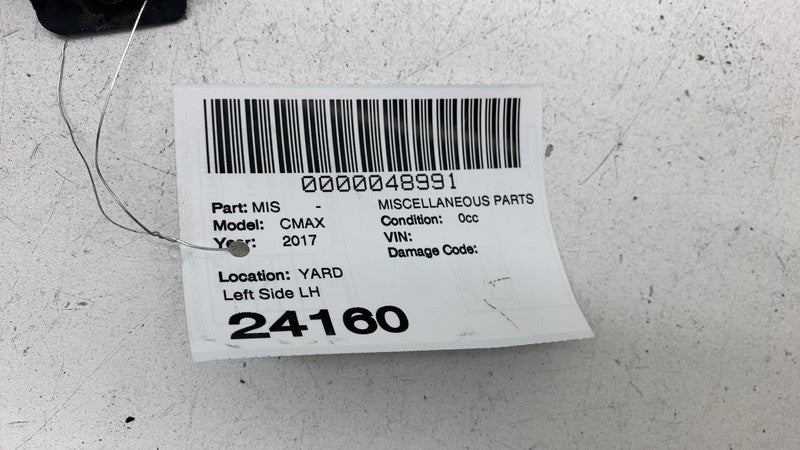 0000048991
Part: MIS - MISCELLANEOUS PARTS
Model: CMAX Condition: 0cc
Year: 2017 VIN:
Damage Code:
Location: YARD
Left Side LH
24160